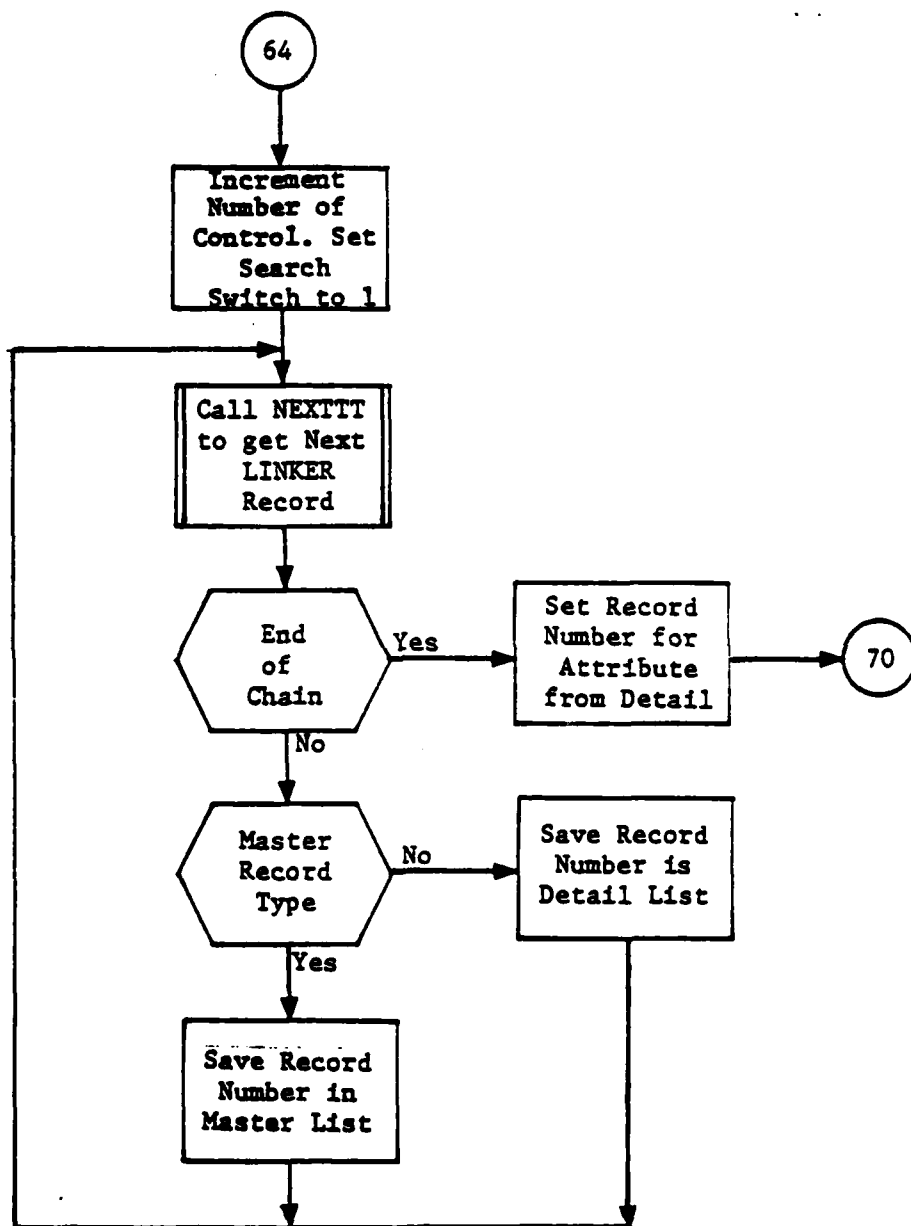 64
Increment
Number of
Control. Set
Search
Switch to 1
Call NEXTTT
to get Next
LINKER
Record
End
of
Chain
Yes
Set Record
Number for
Attribute
from Detail
70
No
Master
Record
Type
No
Save Record
Number is
Detail List
Yes
Save Record
Number in
Master List